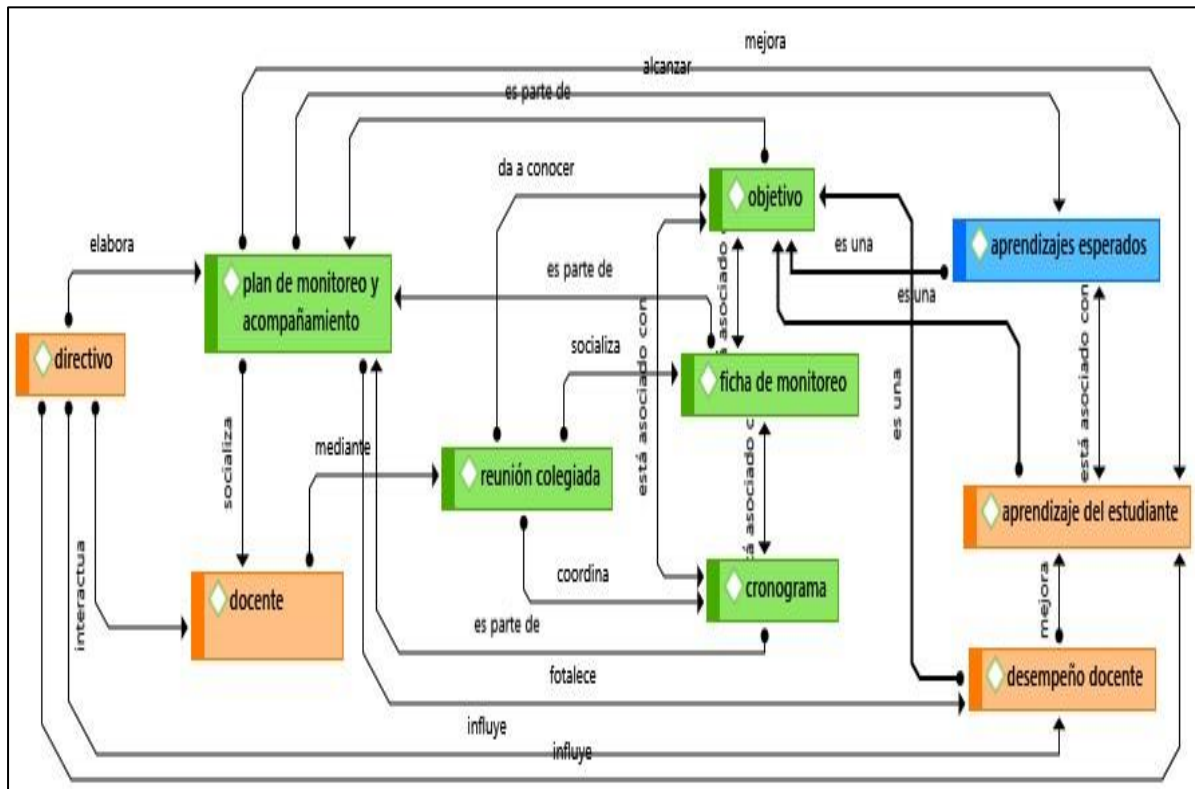 mejora
alcanzar
es parte de
da a conocer
objetivo
elabora
es una
aprendizajes esperados
plan de monitoreo y
acompañamiento
es parte de
es una
está asociado con
está asociado con
directivo
socializa
ficha de monitoreo
es una
socializa
mediante
reunión colegiada
aprendizaje del estudiante
interactua
docente
coordina
cronograma
es parte de
mejora
fotalece
desempeño docente
influye
influye